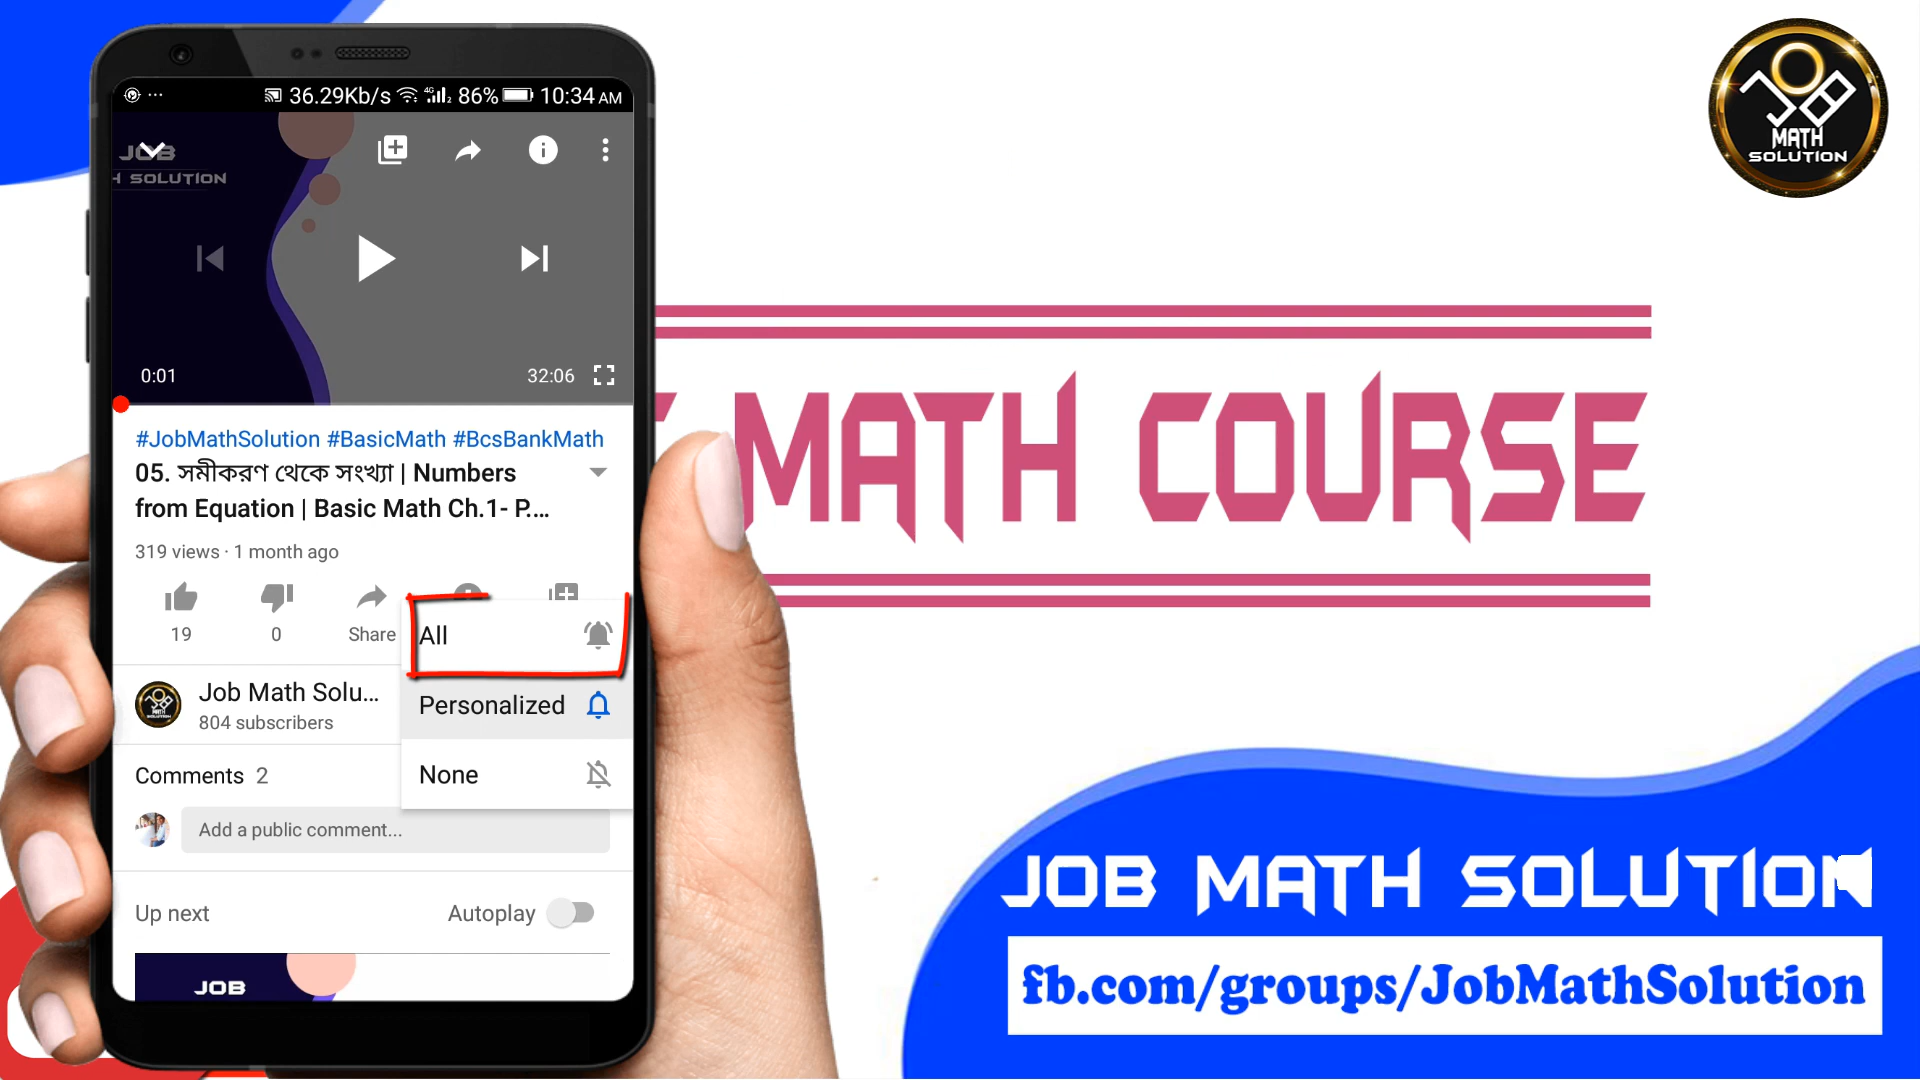 36.29Kb/s 4G 2 86% 10:34 AM
JOB
H SOLUTION
0:01 32:06
#JobMathSolution #BasicMath #BcsBankMath
05. সমীকরণ থেকে সংখ্যা | Numbers
from Equation | Basic Math Ch.1- P....
319 views · 1 month ago
19 0 Share
All
Personalized
None
Job Math Solu...
804 subscribers
Comments 2
Add a public comment...
Up next Autoplay
JOB
MATH COURSE
JOB
MATH
SOLUTION
JOB MATH SOLUTION
fb.com/groups/JobMathSolution